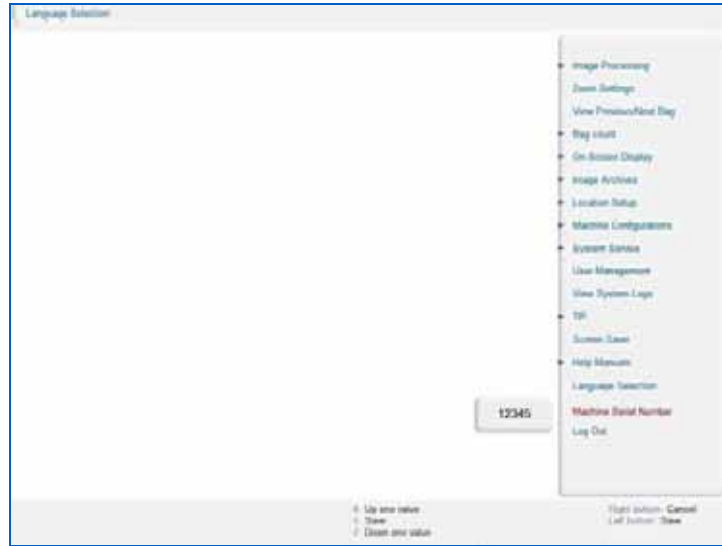 Language Selection
Image Processing
Zoom Settings
View Previous/Next Bag
Bag count
On-Screen Display
Image Archives
Location Setup
Machine Configurations
System Service
User Management
View System Logs
TIP
Screen Saver
Help Manuals
Language Selection
12345
Machine Serial Number
Log Out
Up one value
Save
Down one value
Right button: Cancel
Left button: Save